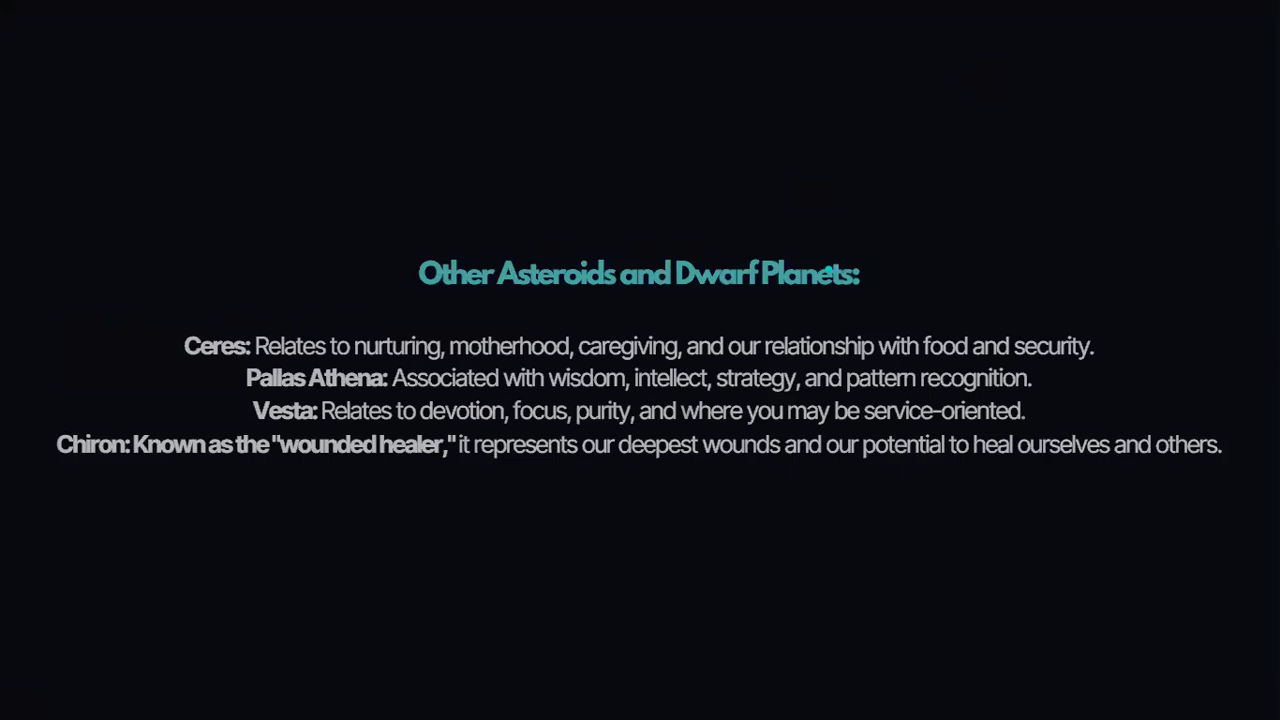 Other Asteroids and Dwarf Planets:
Ceres: Relates to nurturing, motherhood, caregiving, and our relationship with food and security.
Pallas Athena: Associated with wisdom, intellect, strategy, and pattern recognition.
Vesta: Relates to devotion, focus, purity, and where you may be service-oriented.
Chiron: Known as the "wounded healer," it represents our deepest wounds and our potential to heal ourselves and others.